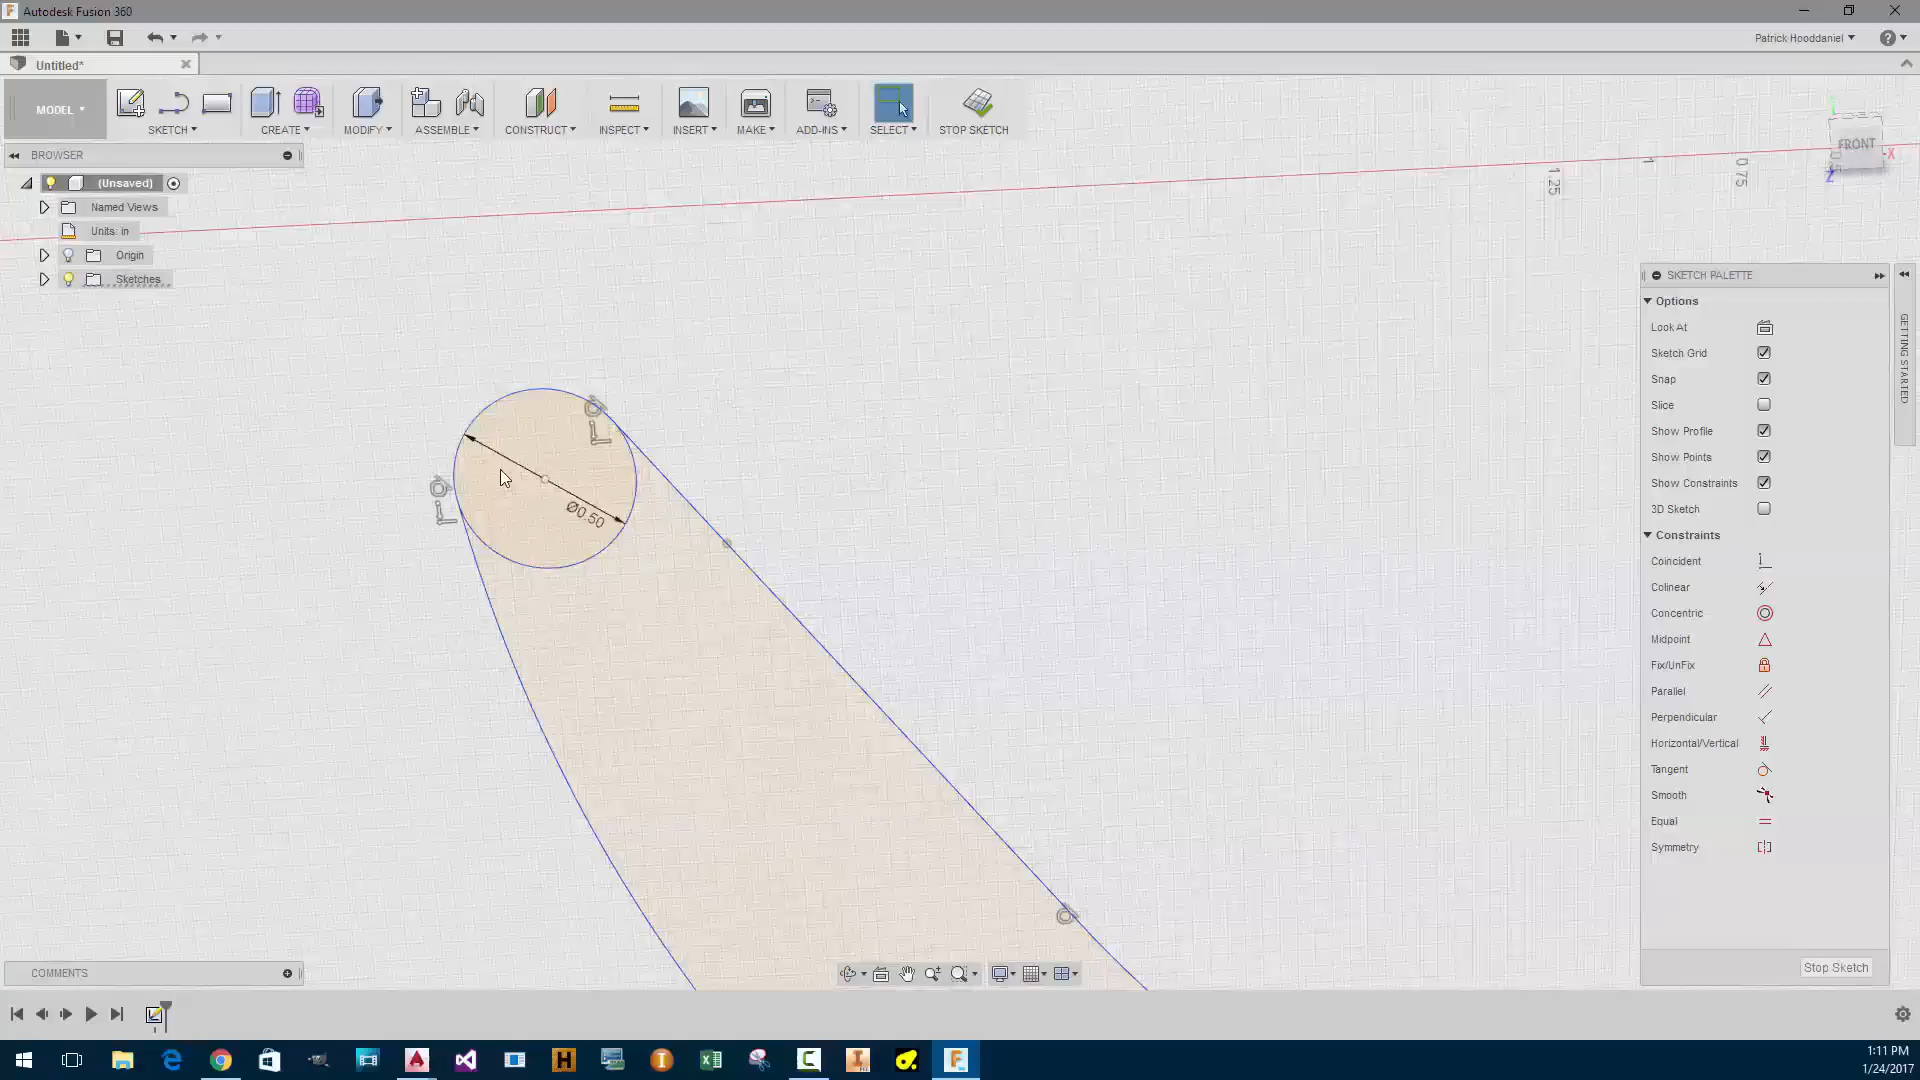 Autodesk Fusion 360
Patrick Hooddaniel
Untitled*
MODEL
SKETCH
CREATE
MODIFY
ASSEMBLE
CONSTRUCT
INSPECT
INSERT
MAKE
ADD-INS
SELECT
STOP SKETCH
BROWSER
(Unsaved)
Named Views
Units: in
Origin
Sketches
FRONT
X
Z
1.25
1
0.75
Ø0.50
SKETCH PALETTE
Options
Look At
Sketch Grid
Snap
Slice
Show Profile
Show Points
Show Constraints
3D Sketch
Constraints
Coincident
Colinear
Concentric
Midpoint
Fix/UnFix
Parallel
Perpendicular
Horizontal/Vertical
Tangent
Smooth
Equal
Symmetry
Stop Sketch
GETTING STARTED
COMMENTS
1:11 PM
1/24/2017